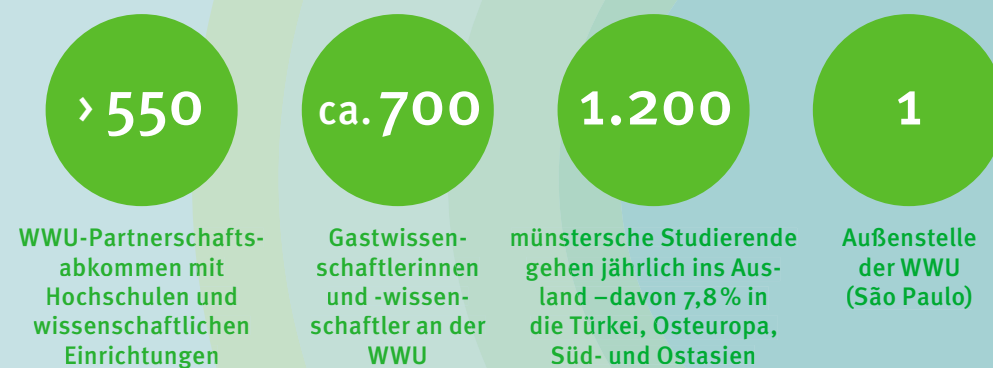 › 550
WWU-Partnerschafts-
abkommen mit
Hochschulen und
wissenschaftlichen
Einrichtungen
ca. 700
Gastwissen-
schaftlerinnen
und -wissen-
schaftler an der
WWU
1.200
münstersche Studierende
gehen jährlich ins Aus-
land –davon 7,8% in
die Türkei, Osteuropa,
Süd- und Ostasien
1
Außenstelle
der WWU
(São Paulo)